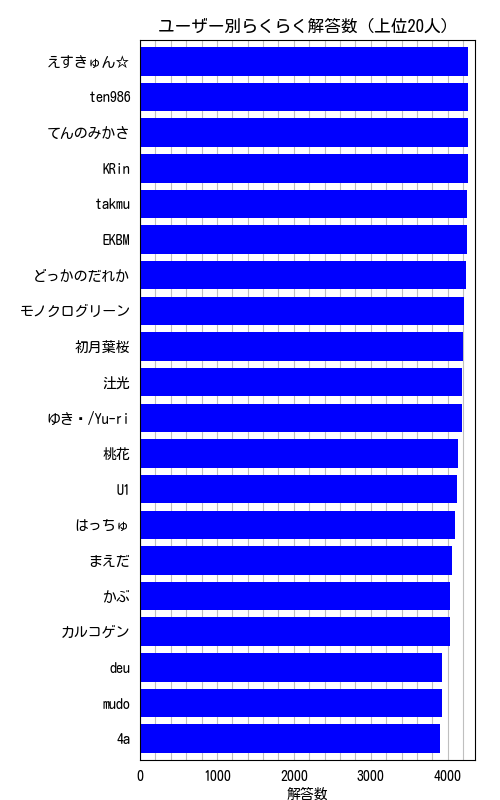 ユーザー別らくらく解答数（上位20人）
えすきゅん☆
ten986
てんのみかさ
KRin
takmu
EKBM
どっかのだれか
モノクログリーン
初月葉桜
辻光
ゆき・/Yu-ri
桃花
U1
はっちゅ
まえだ
かぶ
カルコゲン
deu
mudo
4a
0 1000 2000 3000 4000
解答数